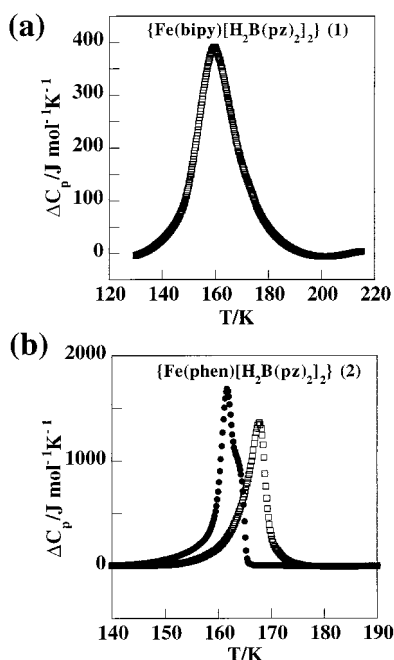 (a)
{Fe(bipy)[H₂B(pz)₂]₂} (1)
400
300
200
100
0
ΔCₚ/J mol⁻¹K⁻¹
120 140 160 180 200 220
T/K
(b)
{Fe(phen)[H₂B(pz)₂]₂} (2)
2000
1000
0
ΔCₚ/J mol⁻¹K⁻¹
140 150 160 170 180 190
T/K